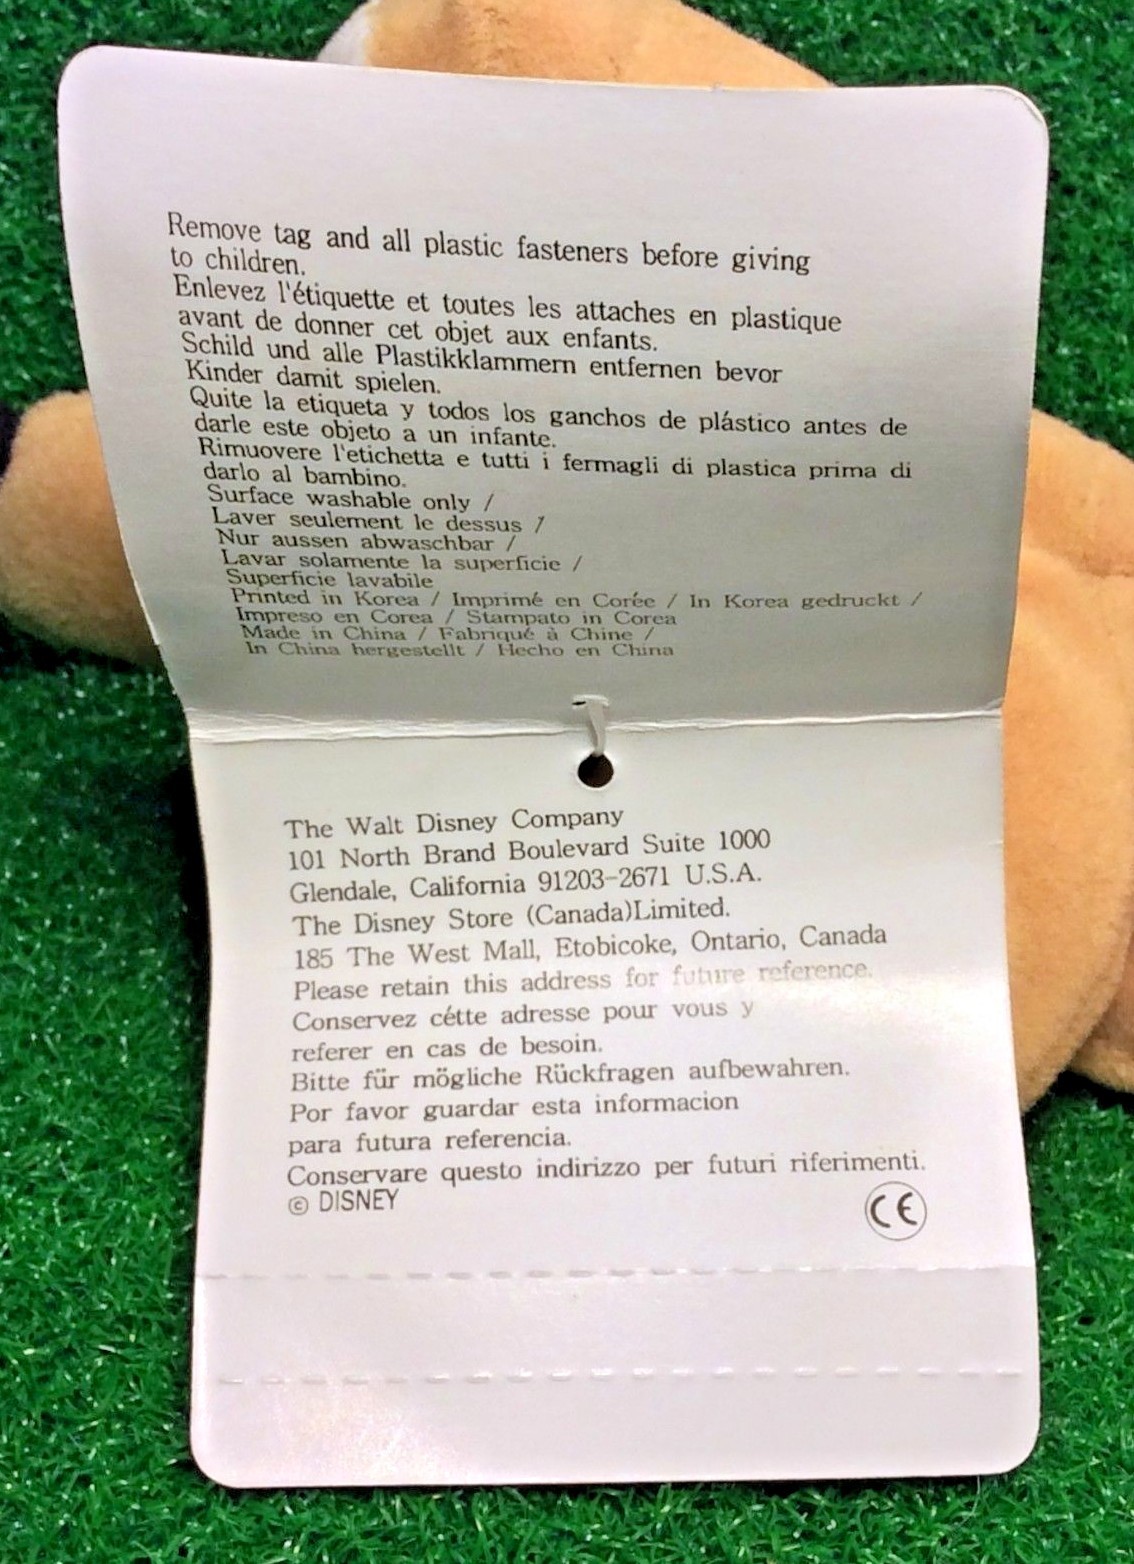 Remove tag and all plastic fasteners before giving
to children.
Enlevez l'étiquette et toutes les attaches en plastique
avant de donner cet objet aux enfants.
Schild und alle Plastikklammern entfernen bevor
Kinder damit spielen.
Quite la etiqueta y todos los ganchos de plástico antes de
darle este objeto a un infante.
Rimuovere l'etichetta e tutti i fermagli di plastica prima di
darlo al bambino.
Surface washable only /
Laver seulement le dessus /
Nur aussen abwaschbar /
Lavar solamente la superficie /
Superficie lavabile
Printed in Korea / Imprimé en Corée / In Korea gedruckt /
Impreso en Corea / Stampato in Corea
Made in China / Fabriqué à Chine /
In China hergestellt / Hecho en China
The Walt Disney Company
101 North Brand Boulevard Suite 1000
Glendale, California 91203-2671 U.S.A.
The Disney Store (Canada)Limited.
185 The West Mall, Etobicoke, Ontario, Canada
Please retain this address for future reference.
Conservez cétte adresse pour vous y
referer en cas de besoin.
Bitte für mögliche Rückfragen aufbewahren.
Por favor guardar esta informacion
para futura referencia.
Conservare questo indirizzo per futuri riferimenti.
© DISNEY
CE